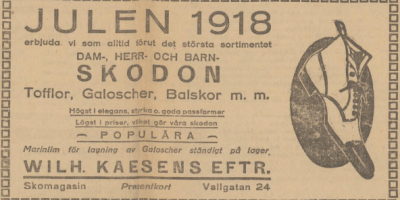 JULEN 1918
erbjuda vi som alltid förut det största sortimentet
DAM-, HERR- OCH BARN-
SKODON
Tofflor, Galoscher, Balskor m. m.
Högst i elegans, styrka o. goda passformer
Lägst i priser, vilket gör våra skodon
POPULÄRA
Marinlim för lagning av Galoscher ständigt på lager.
WILH. KAESENS EFTR.
Skomagasin Presentkort Vallgatan 24